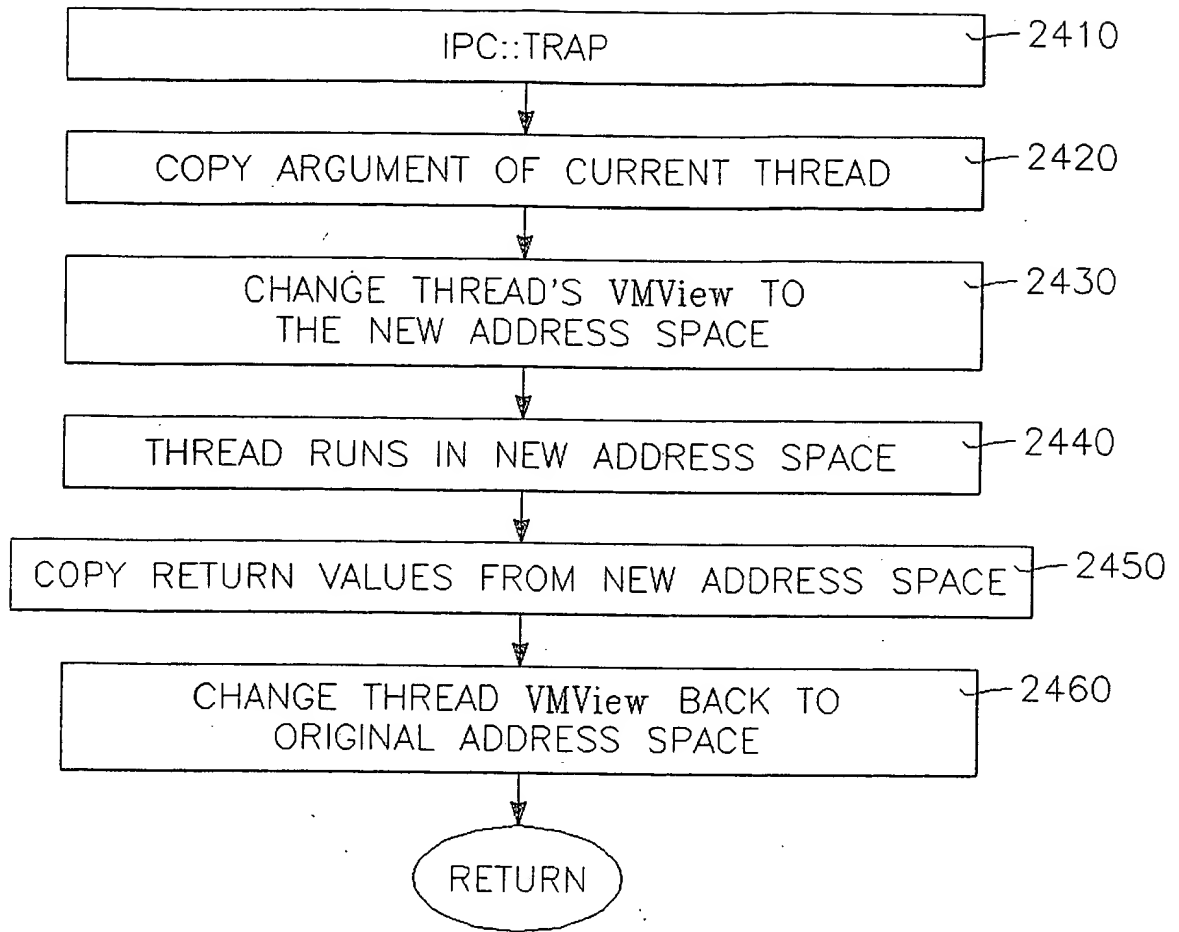 IPC::TRAP
2410
COPY ARGUMENT OF CURRENT THREAD
2420
CHANGE THREAD'S VMView TO
THE NEW ADDRESS SPACE
2430
THREAD RUNS IN NEW ADDRESS SPACE
2440
COPY RETURN VALUES FROM NEW ADDRESS SPACE
2450
CHANGE THREAD VMView BACK TO
ORIGINAL ADDRESS SPACE
2460
RETURN